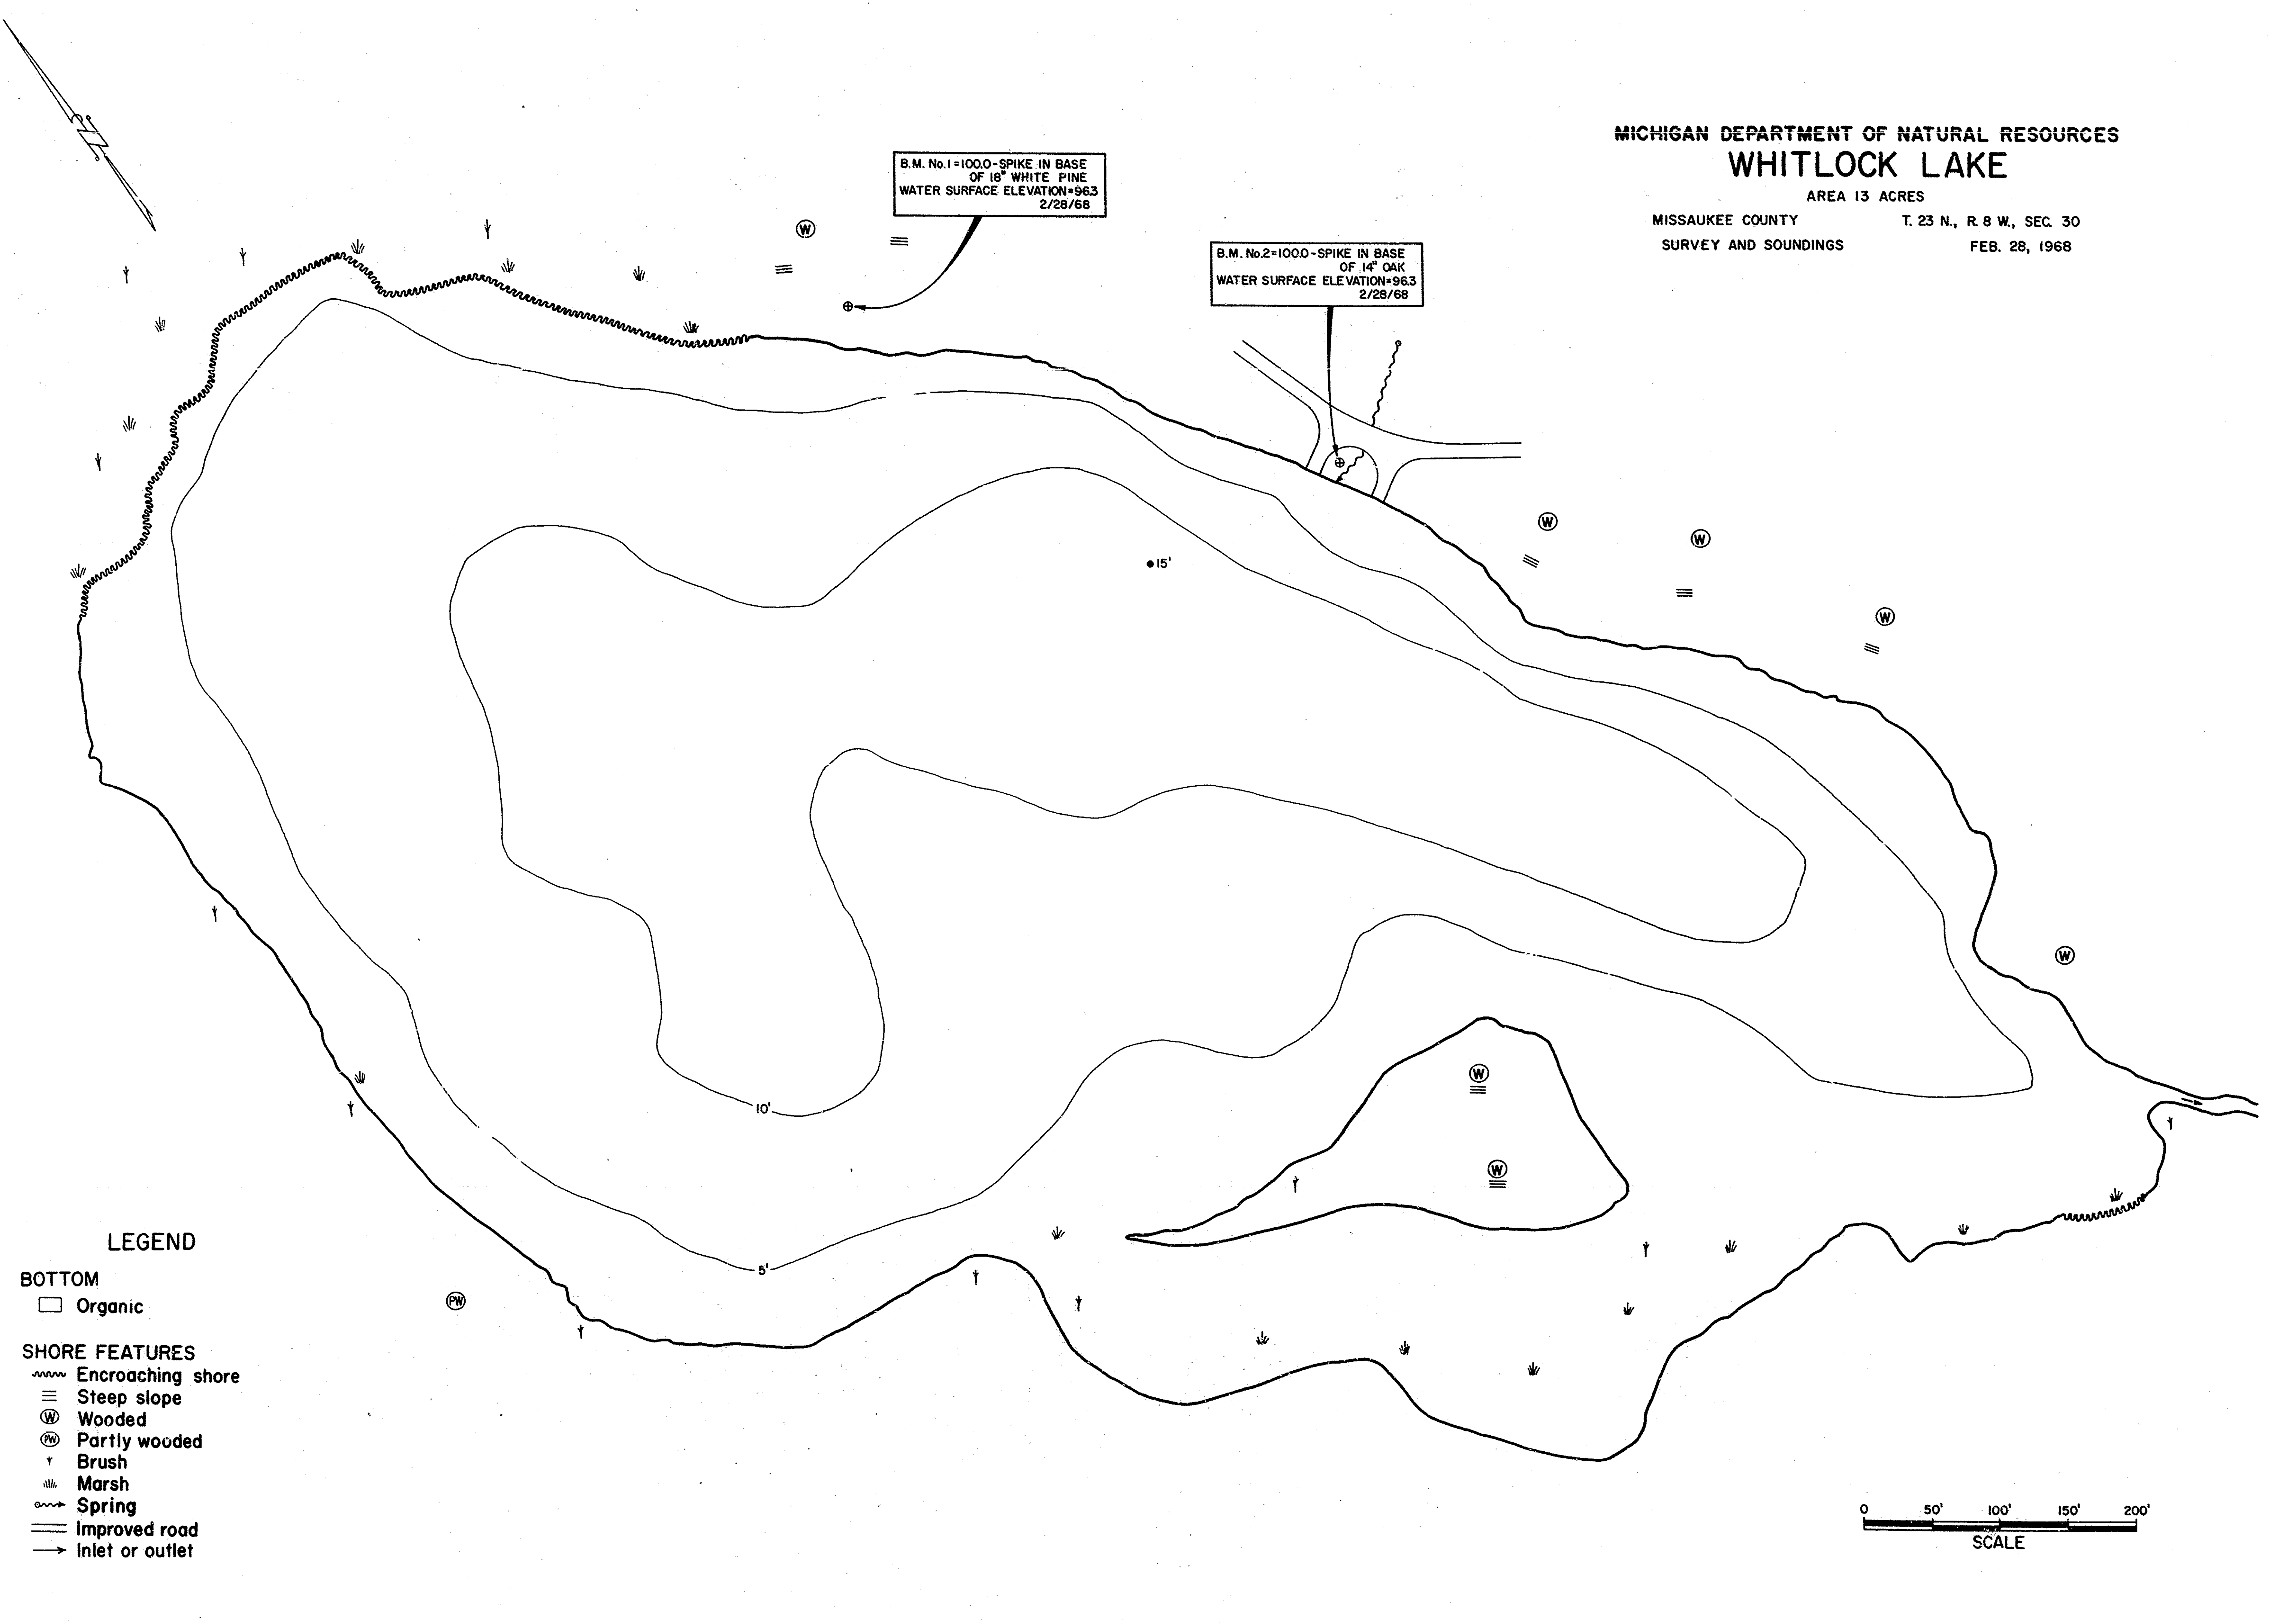 MICHIGAN DEPARTMENT OF NATURAL RESOURCES
WHITLOCK LAKE
AREA 13 ACRES
MISSAUKEE COUNTY T. 23 N., R. 8 W., SEC. 30
SURVEY AND SOUNDINGS FEB. 28, 1968
B.M. No.1=100.0-SPIKE IN BASE
OF 18" WHITE PINE
WATER SURFACE ELEVATION=96.3
2/28/68
B.M. No.2=100.0-SPIKE IN BASE
OF 14" OAK
WATER SURFACE ELEVATION=96.3
2/28/68
N
W
W
W
W
15'
W
W
W
10'
5'
PW
LEGEND
BOTTOM
Organic
SHORE FEATURES
Encroaching shore
Steep slope
W Wooded
PW Partly wooded
Brush
Marsh
Spring
Improved road
Inlet or outlet
0 50' 100' 150' 200'
SCALE